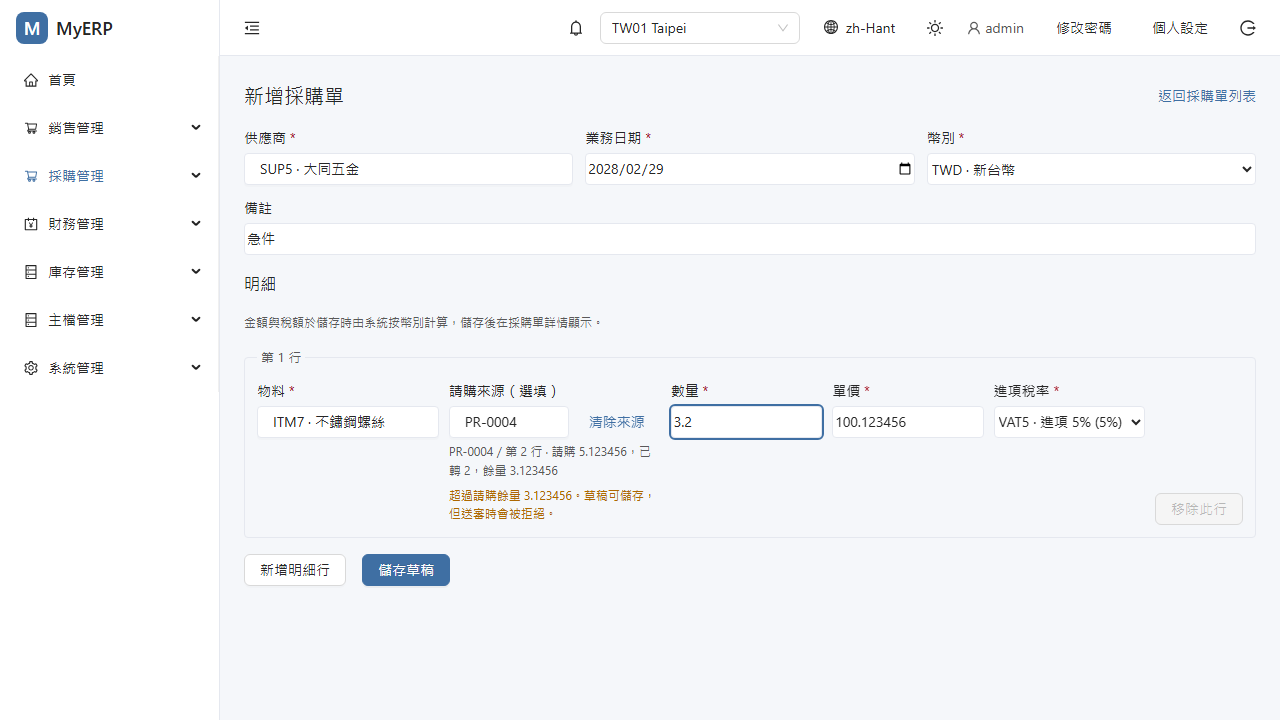 M MyERP
TW01 Taipei
zh-Hant
admin
修改密碼
個人設定
首頁
銷售管理
採購管理
財務管理
庫存管理
主檔管理
系統管理
新增採購單
返回採購單列表
供應商 *
業務日期 *
幣別 *
SUP5 · 大同五金
2028/02/29
TWD · 新台幣
備註
急件
明細
金額與稅額於儲存時由系統按幣別計算，儲存後在採購單詳情顯示。
第 1 行
物料 *
請購來源（選填）
數量 *
單價 *
進項稅率 *
ITM7 · 不鏽鋼螺絲
PR-0004
清除來源
3.2
100.123456
VAT5 · 進項 5% (5%)
PR-0004 / 第 2 行 · 請購 5.123456，已
轉 2，餘量 3.123456
超過請購餘量 3.123456。草稿可儲存，
但送審時會被拒絕。
移除此行
新增明細行
儲存草稿